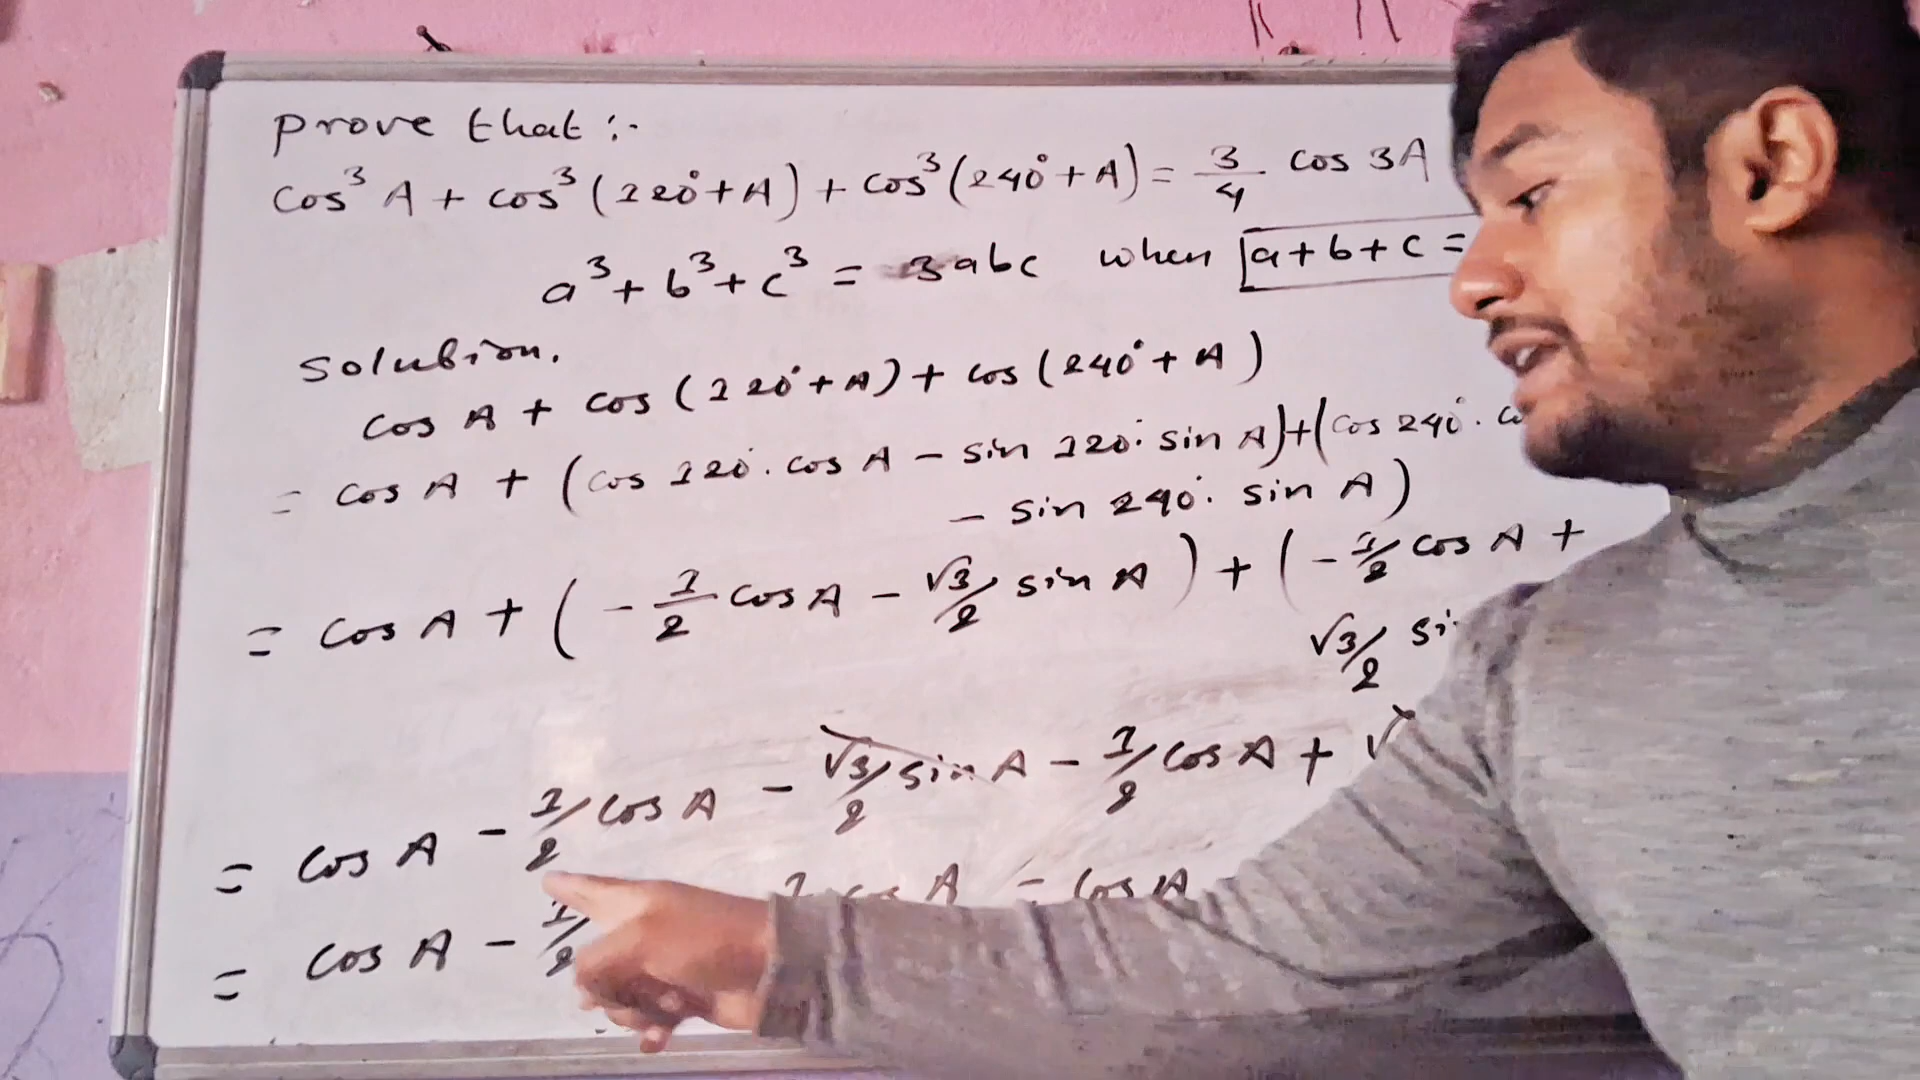 prove that :-
cos³ A + cos³ (120° + A) + cos³ (240° + A) = 3/4 cos 3A
a³ + b³ + c³ = 3abc when a + b + c =
solution.
cos A + cos (120° + A) + cos (240° + A)
= cos A + (cos 120°. cos A - sin 120°. sin A) + (cos 240°.
- sin 240°. sin A)
= cos A + (- 1/2 cos A - √3/2 sin A) + (- 1/2 cos A +
√3/2
= cos A - 1/2 cos A - √3/2 sin A - 1/2 cos A + √
= cos A - 1/2 cos A = cos A